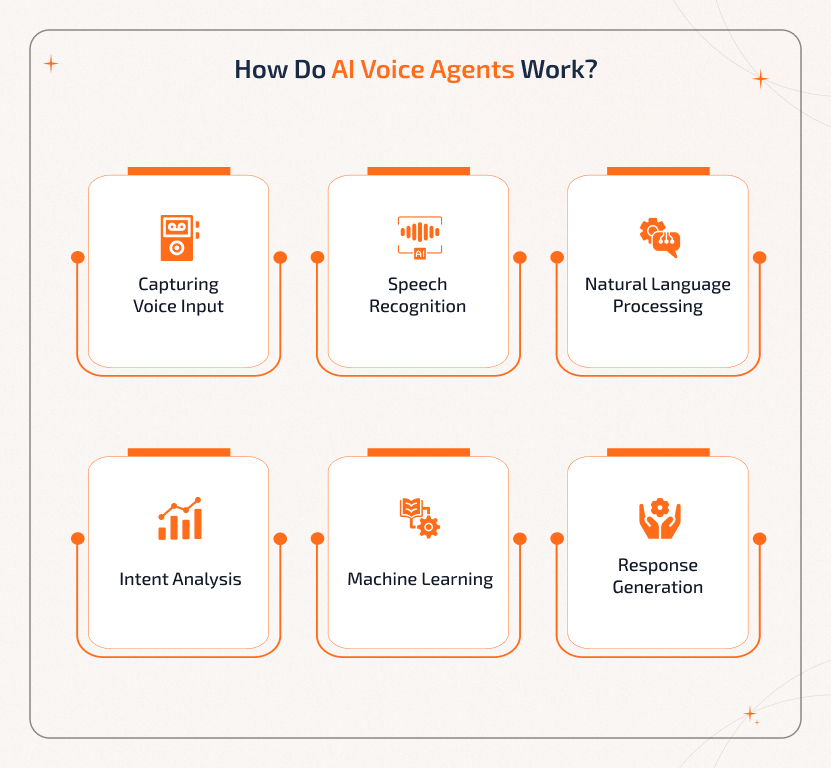 How Do AI Voice Agents Work?
Capturing
Voice Input
AI
Speech
Recognition
Natural Language
Processing
Intent Analysis
Machine Learning
Response
Generation